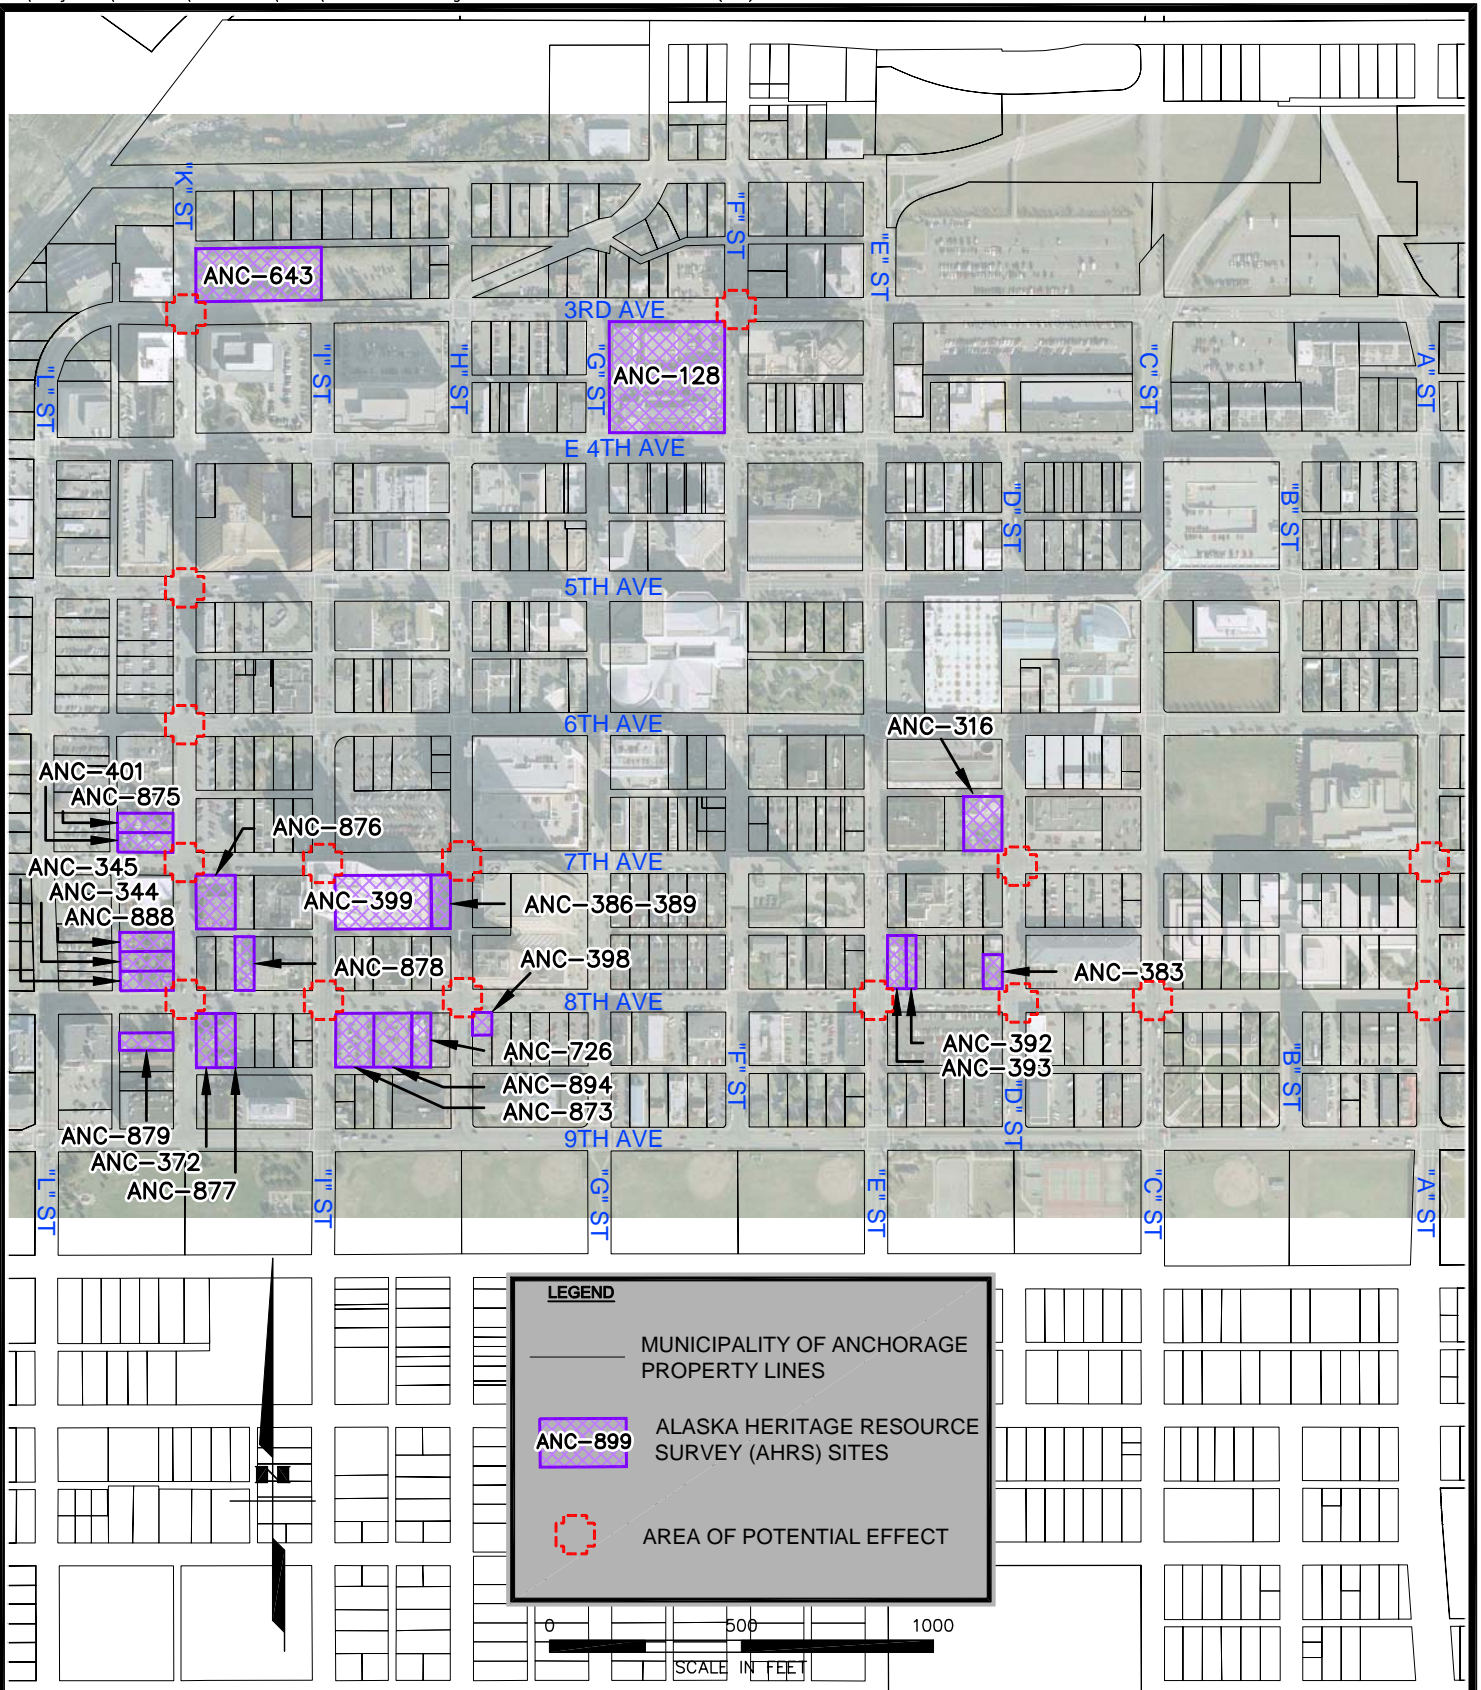 "K" ST
"F" ST
"E" ST
ANC-643
3RD AVE
"L" ST
"I" ST
"H" ST
"G" ST
ANC-128
"C" ST
"A" ST
E 4TH AVE
"D" ST
"B" ST
5TH AVE
6TH AVE
ANC-316
ANC-401
ANC-875
ANC-876
7TH AVE
ANC-345
ANC-344
ANC-888
ANC-399
ANC-386-389
ANC-878
ANC-398
ANC-383
8TH AVE
ANC-726
ANC-392
ANC-393
ANC-894
ANC-873
"F" ST
"D" ST
"B" ST
ANC-879
ANC-372
ANC-877
9TH AVE
"L" ST
"I" ST
"G" ST
"E" ST
"C" ST
"A" ST
LEGEND
MUNICIPALITY OF ANCHORAGE
PROPERTY LINES
ANC-899
ALASKA HERITAGE RESOURCE
SURVEY (AHRS) SITES
AREA OF POTENTIAL EFFECT
0 500 1000
SCALE IN FEET